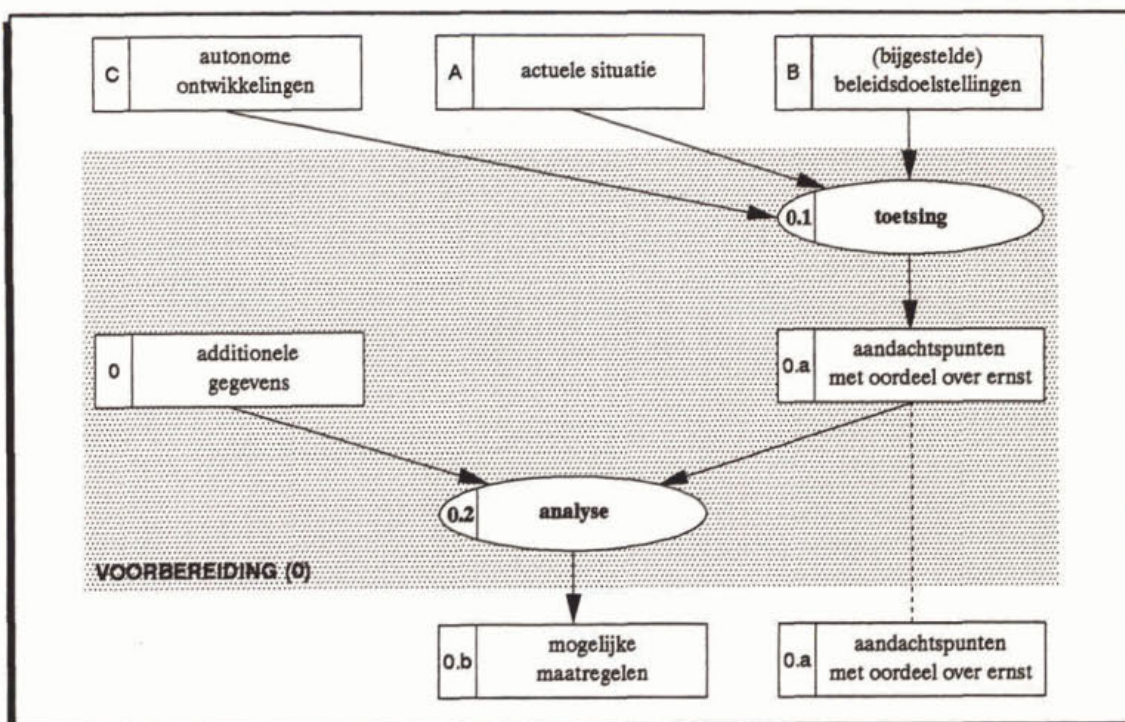 C
autonome
ontwikkelingen
A
actuele situatie
B
(bijgestelde)
beleidsdoelstellingen
0.1
toetsing
0
additionele
gegevens
0.a
aandachtspunten
met oordeel over ernst
0.2
analyse
VOORBEREIDING (0)
0.b
mogelijke
maatregelen
0.a
aandachtspunten
met oordeel over ernst